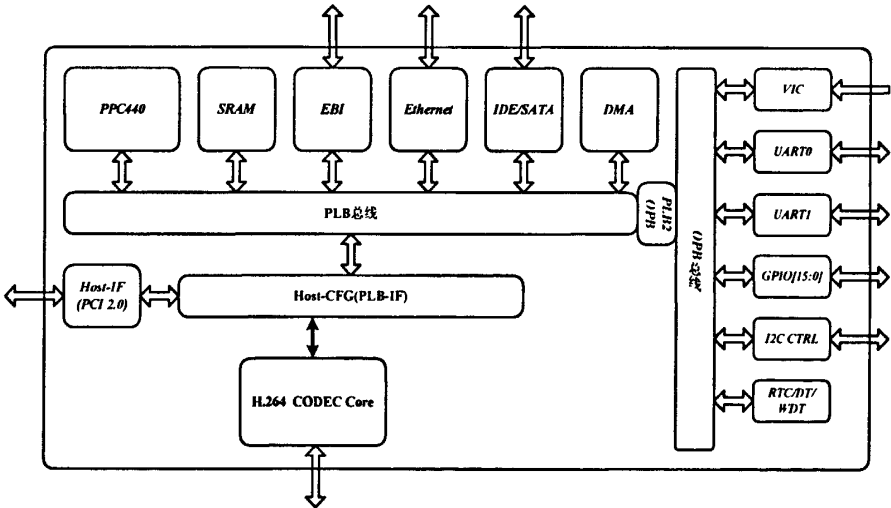 PPC440
SRAM
EBI
Ethernet
IDE/SATA
DMA
VIC
UART0
PLB总线
PLB2
OPB
UART1
OPB总线
Host-IF
(PCI 2.0)
Host-CFG(PLB-IF)
GPIO[15:0]
I2C CTRL
H.264 CODEC Core
RTC/DT/
WDT